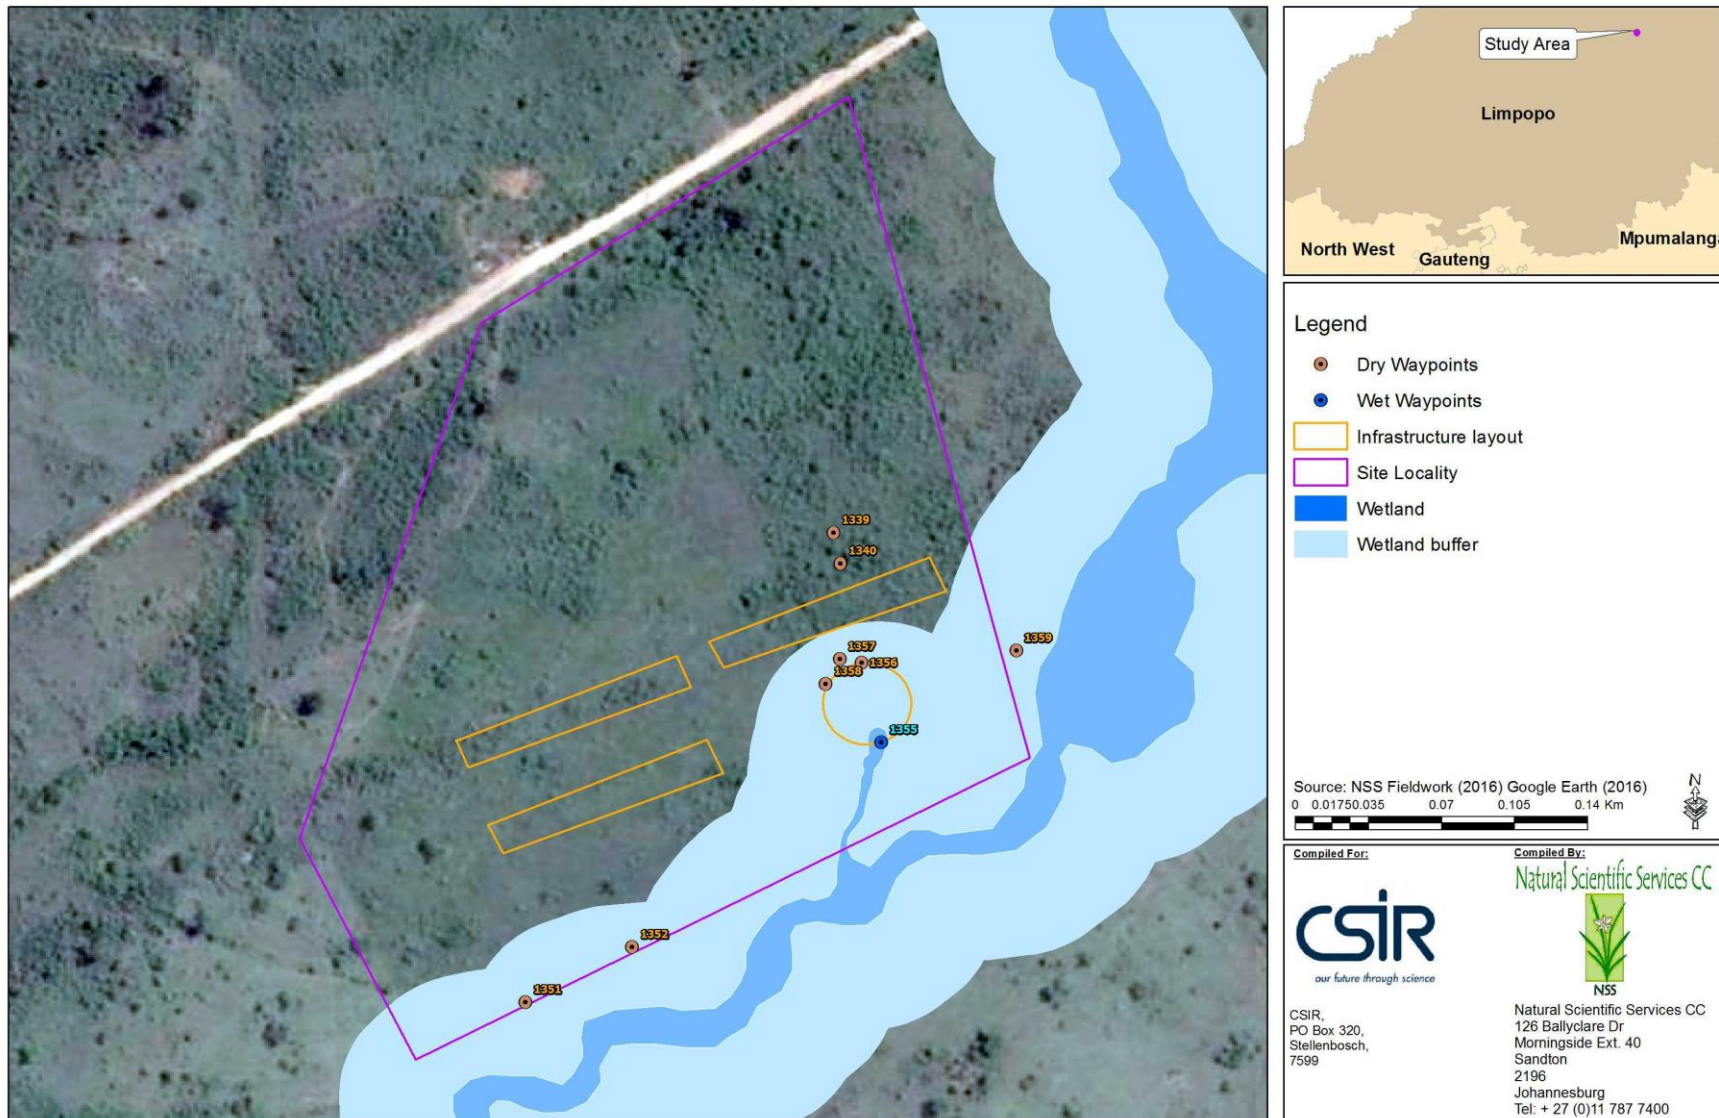 Study Area
Limpopo
North West
Gauteng
Mpumalanga
1339
1340
1357
1356
1358
1359
1355
1352
1351
Legend
Dry Waypoints
Wet Waypoints
Infrastructure layout
Site Locality
Wetland
Wetland buffer
Source: NSS Fieldwork (2016) Google Earth (2016)
0 0.01750.035 0.07 0.105 0.14 Km
N
Compiled For:
CSIR
our future through science
CSIR,
PO Box 320,
Stellenbosch,
7599
Compiled By:
Natural Scientific Services CC
NSS
Natural Scientific Services CC
126 Ballyclare Dr
Morningside Ext. 40
Sandton
2196
Johannesburg
Tel: + 27 (0)11 787 7400